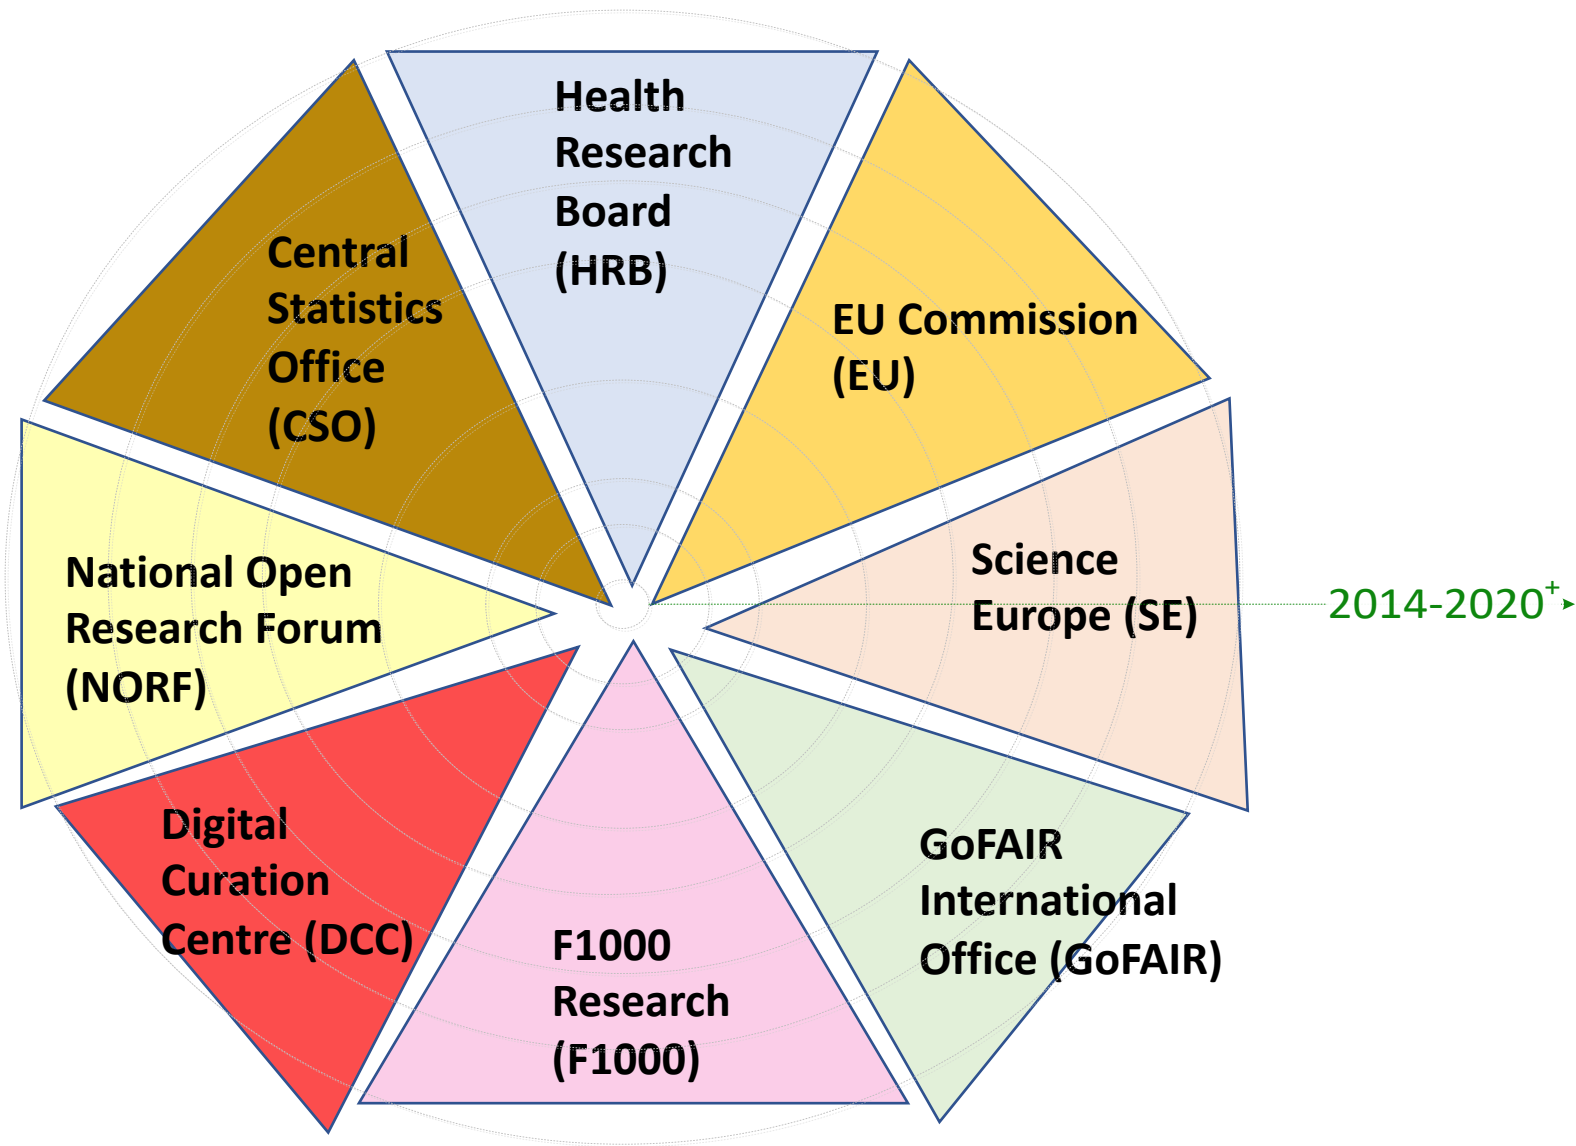 Health
Research
Board
(HRB)
EU Commission
(EU)
Science
Europe (SE)
2014-2020+
GoFAIR
International
Office (GoFAIR)
F1000
Research
(F1000)
Digital
Curation
Centre (DCC)
National Open
Research Forum
(NORF)
Central
Statistics
Office
(CSO)